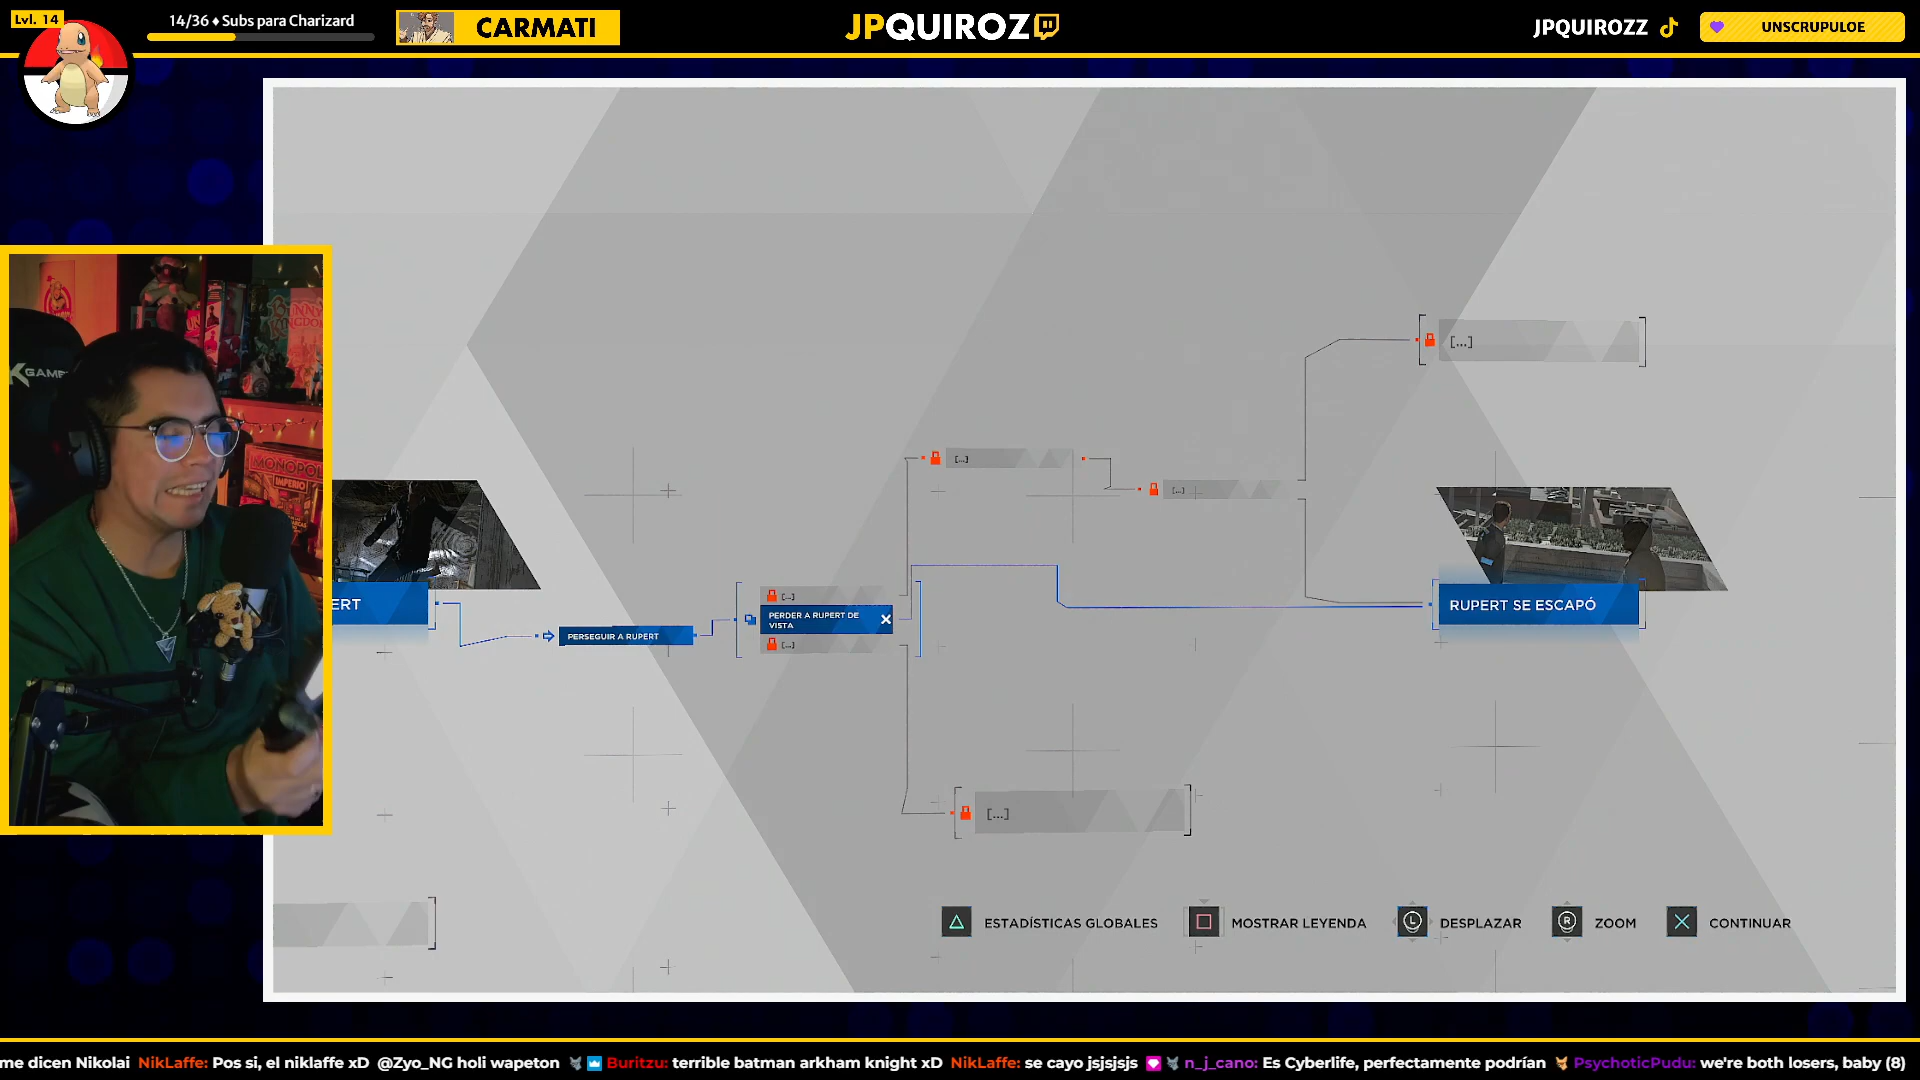 Lvl. 14
14/36 ♦ Subs para Charizard
CARMATI
JPQUIROZ
JPQUIROZZ
UNSCRUPULOE
GAME
MONOPOLY
IMPERIO
[...]
[...]
[...]
ERT
PERSEGUIR A RUPERT
[...]
PERDER A RUPERT DE
VISTA
[...]
RUPERT SE ESCAPÓ
[...]
ESTADÍSTICAS GLOBALES
MOSTRAR LEYENDA
L
DESPLAZAR
R
ZOOM
CONTINUAR
me dicen Nikolai NikLaffe: Pos si, el niklaffe xD @Zyo_NG holi wapeton Buritzu: terrible batman arkham knight xD NikLaffe: se cayo jsjsjsjs n_j_cano: Es Cyberlife, perfectamente podrían PsychoticPudu: we're both losers, baby (8)